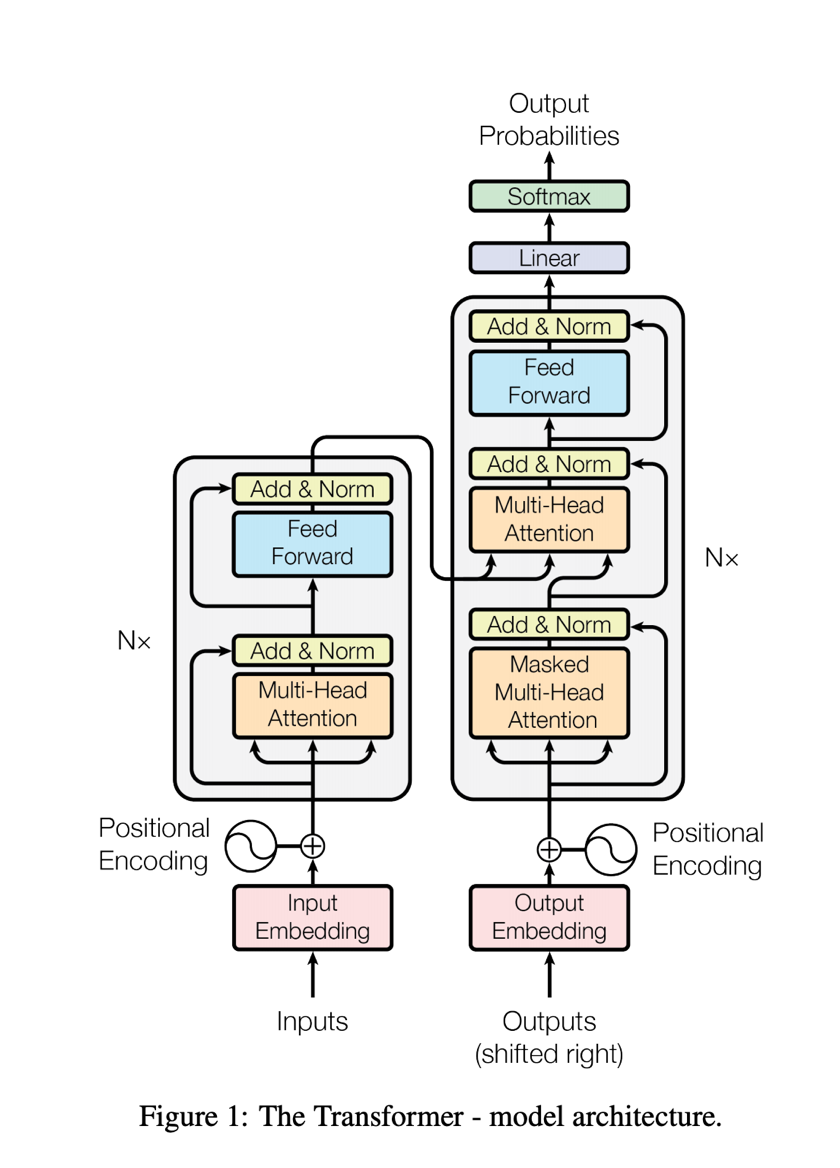 Output
Probabilities
Softmax
Linear
Add & Norm
Feed
Forward
Add & Norm
Multi-Head
Attention
Add & Norm
Masked
Multi-Head
Attention
N×
Add & Norm
Feed
Forward
Add & Norm
Multi-Head
Attention
N×
Positional
Encoding
Positional
Encoding
Input
Embedding
Output
Embedding
Inputs
Outputs
(shifted right)
Figure 1: The Transformer - model architecture.